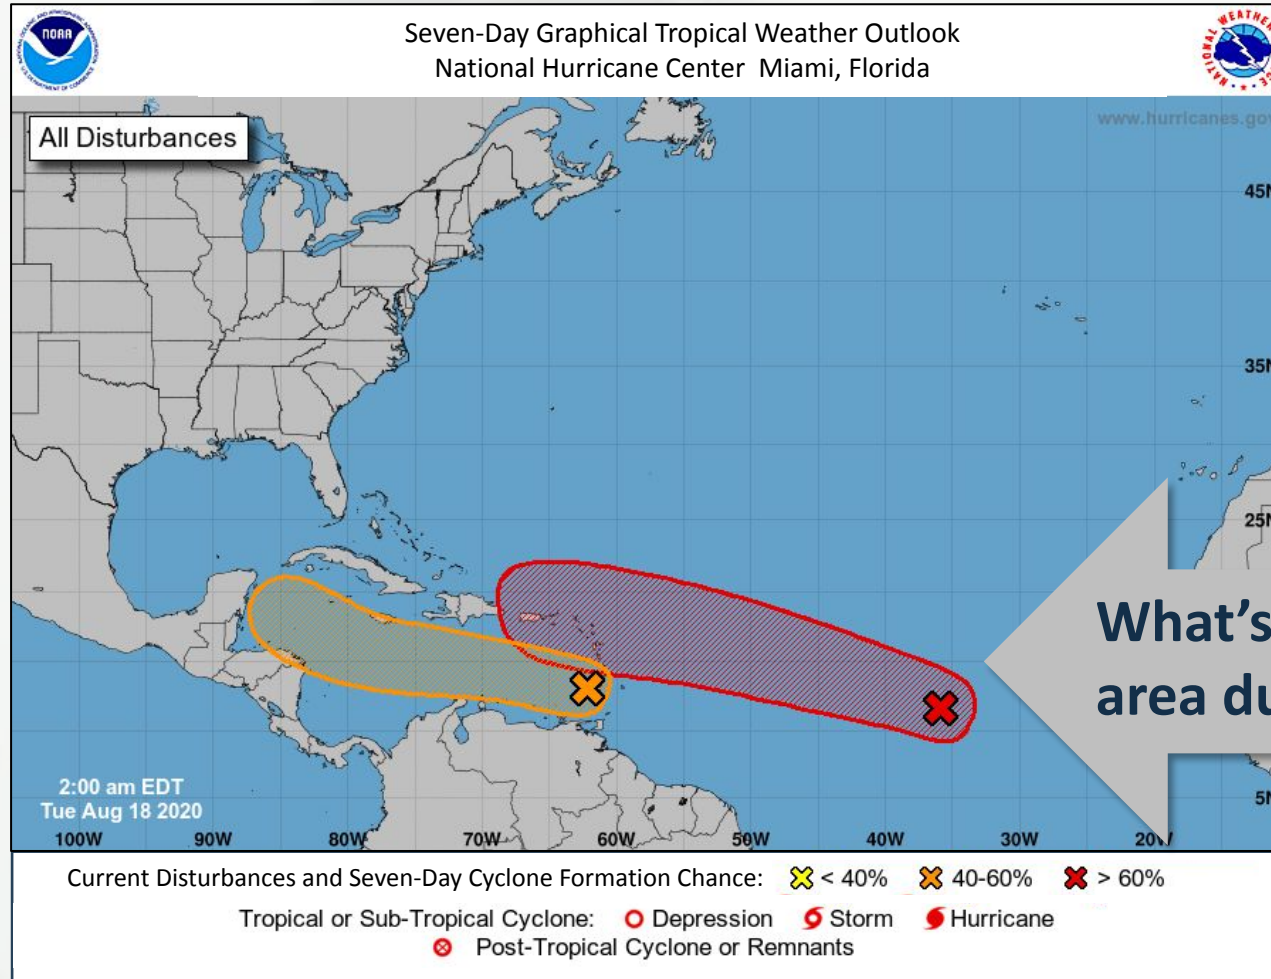 NOAA
Seven-Day Graphical Tropical Weather Outlook
National Hurricane Center Miami, Florida
All Disturbances
www.hurricanes.gov
45N
35N
25N
What's
area du
2:00 am EDT
Tue Aug 18 2020
5N
100W 90W 80W 70W 60W 50W 40W 30W 20W
Current Disturbances and Seven-Day Cyclone Formation Chance: < 40% 40-60% > 60%
Tropical or Sub-Tropical Cyclone: Depression Storm Hurricane
Post-Tropical Cyclone or Remnants